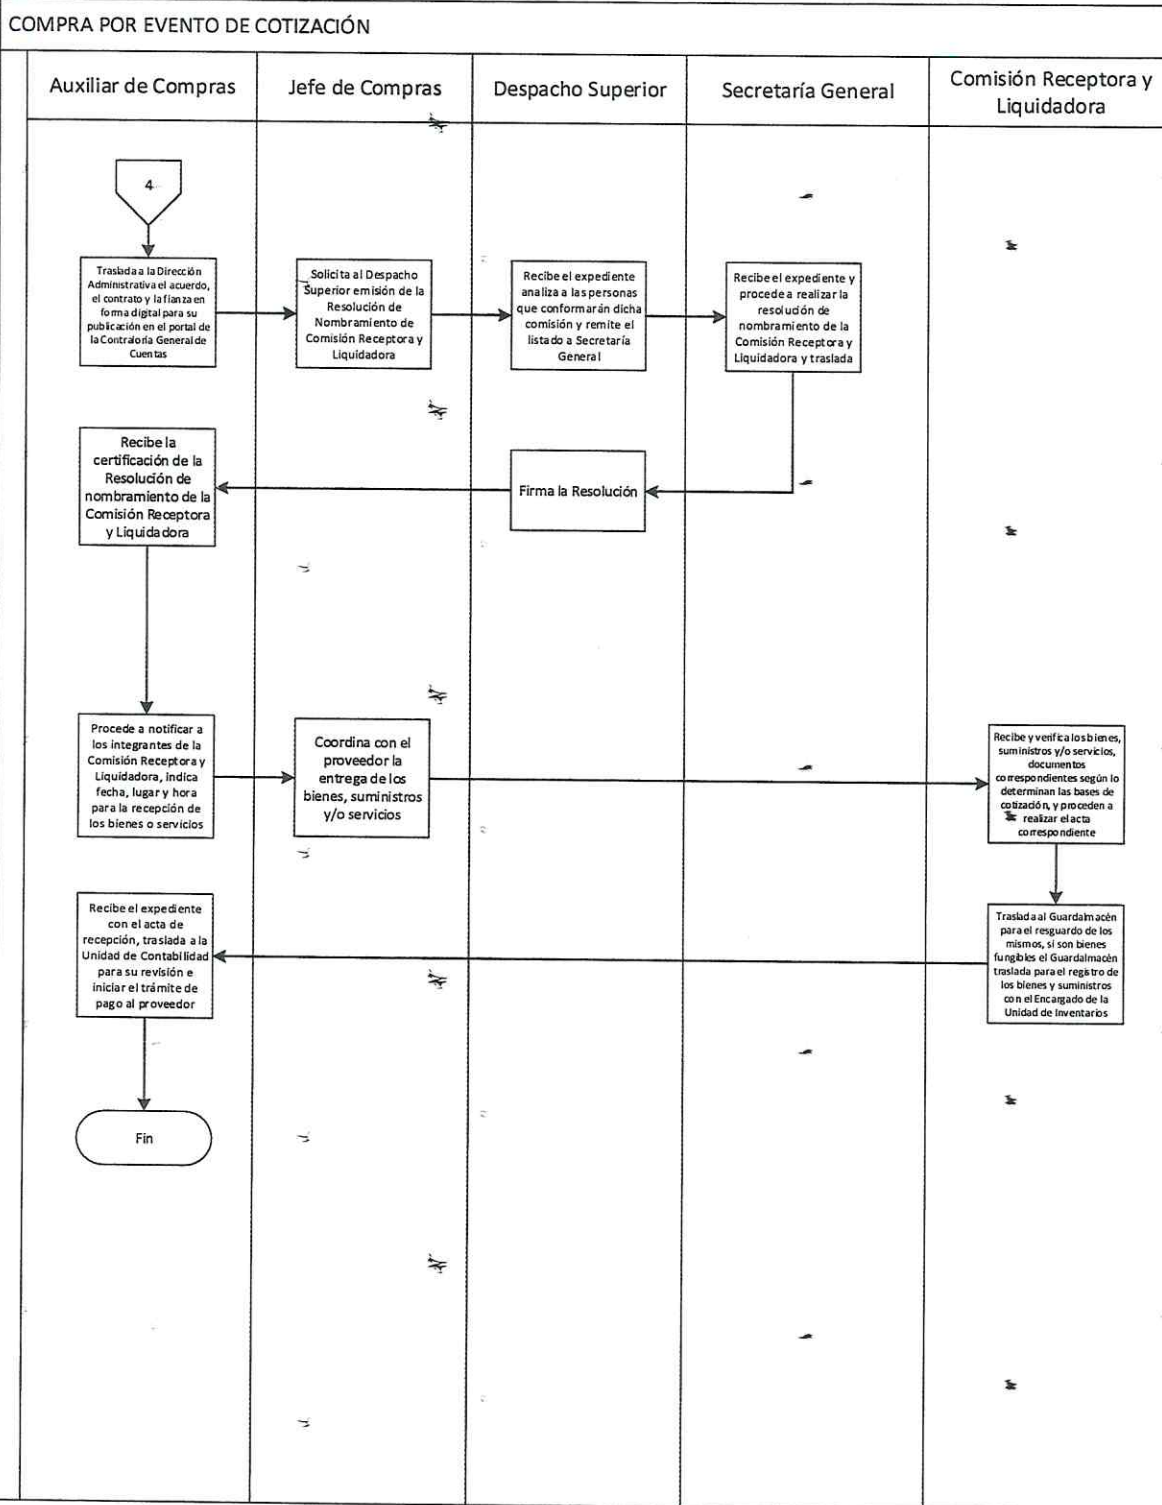 COMPRA POR EVENTO DE COTIZACIÓN
Auxiliar de Compras
Jefe de Compras
Despacho Superior
Secretaría General
Comisión Receptora y
Liquidadora
4
Traslada a la Dirección
Administrativa el acuerdo,
el contrato y la fianza en
forma digital para su
publicación en el portal de
la Contraloría General de
Cuentas
Solicita al Despacho
Superior emisión de la
Resolución de
Nombramiento de
Comisión Receptora y
Liquidadora
Recibe el expediente
analiza a las personas
que conformarán dicha
comisión y remite el
listado a Secretaría
General
Recibe el expediente y
procede a realizar la
resolución de
nombramiento de la
Comisión Receptora y
Liquidadora y traslada
Recibe la
certificación de la
Resolución de
nombramiento de la
Comisión Receptora
y Liquidadora
Firma la Resolución
Procede a notificar a
los integrantes de la
Comisión Receptora y
Liquidadora, indica
fecha, lugar y hora
para la recepción de
los bienes o servicios
Coordina con el
proveedor la
entrega de los
bienes, suministros
y/o servicios
Recibe y verifica los bienes,
suministros y/o servicios,
documentos
correspondientes según lo
determinan las bases de
cotización, y proceden a
realizar el acta
correspondiente
Recibe el expediente
con el acta de
recepción, traslada a la
Unidad de Contabilidad
para su revisión e
iniciar el trámite de
pago al proveedor
Traslada al Guardalmacén
para el resguardo de los
mismos, si son bienes
fungibles el Guardalmacén
traslada para el registro de
los bienes y suministros
con el Encargado de la
Unidad de Inventarios
Fin